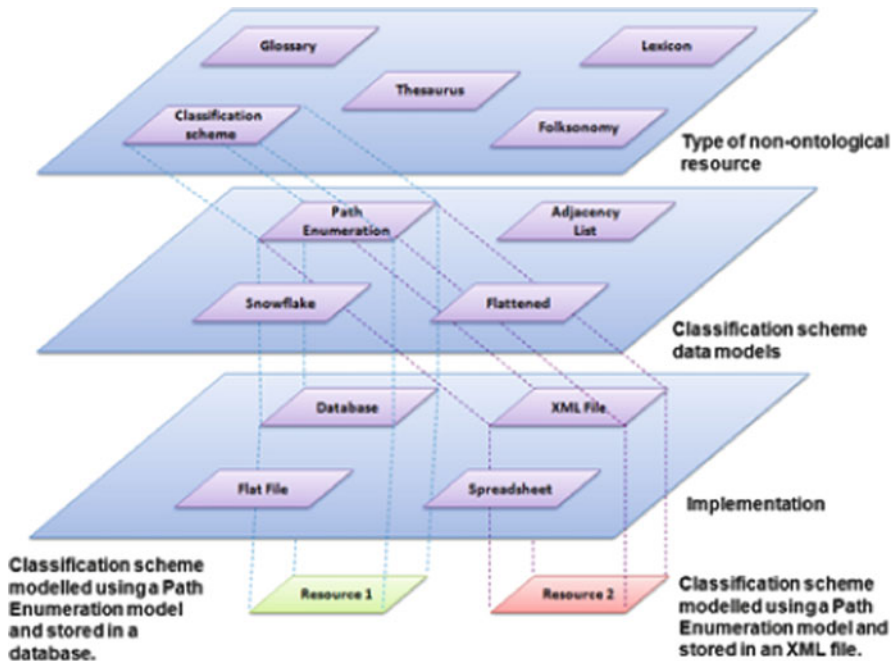 Glossary
Lexicon
Thesaurus
Classification
scheme
Folksonomy
Type of non-ontological
resource
Path
Enumeration
Adjacency
List
Snowflake
Flattened
Classification scheme
data models
Database
XML File
Flat File
Spreadsheet
Implementation
Classification scheme
modelled using a Path
Enumeration model
and stored in a
database.
Resource 1
Resource 2
Classification scheme
modelled using a Path
Enumeration model and
stored in an XML file.